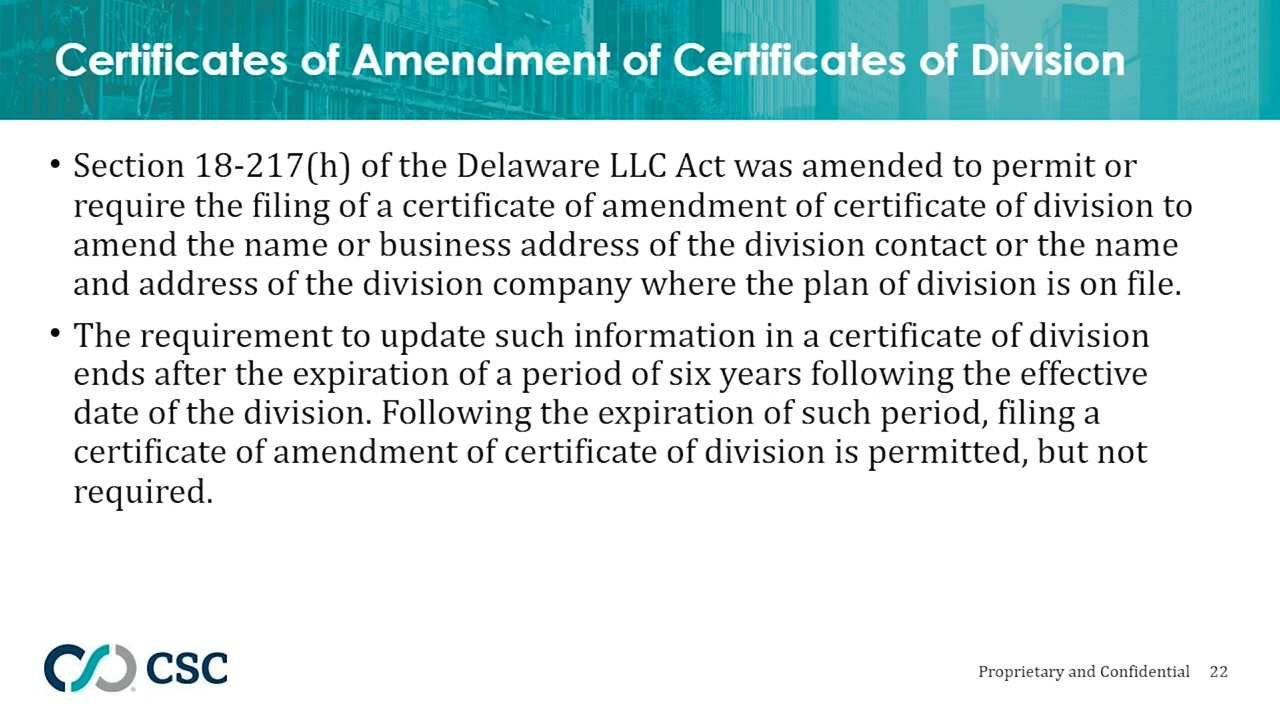 Certificates of Amendment of Certificates of Division
• Section 18-217(h) of the Delaware LLC Act was amended to permit or
require the filing of a certificate of amendment of certificate of division to
amend the name or business address of the division contact or the name
and address of the division company where the plan of division is on file.
• The requirement to update such information in a certificate of division
ends after the expiration of a period of six years following the effective
date of the division. Following the expiration of such period, filing a
certificate of amendment of certificate of division is permitted, but not
required.
CSC
Proprietary and Confidential 22